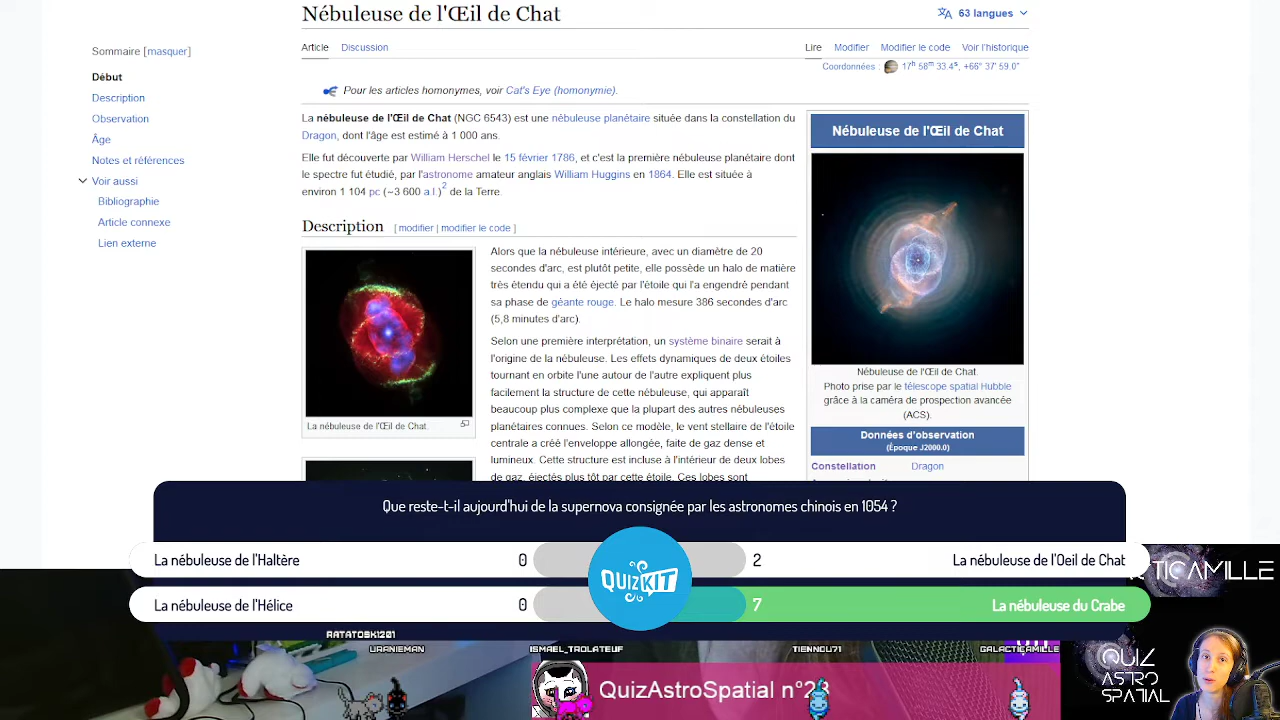 Nébuleuse de l'Œil de Chat
63 langues
Sommaire [masquer]
Début
Description
Observation
Âge
Notes et références
Voir aussi
Bibliographie
Article connexe
Lien externe
Article Discussion
Lire Modifier Modifier le code Voir l'historique
Coordonnées : 17h 58m 33.4s, +66° 37′ 59.0″
Pour les articles homonymes, voir Cat's Eye (homonymie).
La nébuleuse de l'Œil de Chat (NGC 6543) est une nébuleuse planétaire située dans la constellation du
Dragon, dont l'âge est estimé à 1 000 ans.
Elle fut découverte par William Herschel le 15 février 1786, et c'est la première nébuleuse planétaire dont
le spectre fut étudié, par l'astronome amateur anglais William Huggins en 1864. Elle est située à
environ 1 104 pc (~3 600 a.l.)2 de la Terre.
Description [ modifier | modifier le code ]
La nébuleuse de l'Œil de Chat.
Alors que la nébuleuse intérieure, avec un diamètre de 20
secondes d'arc, est plutôt petite, elle possède un halo de matière
très étendu qui a été éjecté par l'étoile qui l'a engendré pendant
sa phase de géante rouge. Le halo mesure 386 secondes d'arc
(5,8 minutes d'arc).
Selon une première interprétation, un système binaire serait à
l'origine de la nébuleuse. Les effets dynamiques de deux étoiles
tournant en orbite l'une autour de l'autre expliquent plus
facilement la structure de cette nébuleuse, qui apparaît
beaucoup plus complexe que la plupart des autres nébuleuses
planétaires connues. Selon ce modèle, le vent stellaire de l'étoile
centrale a créé l'enveloppe allongée, faite de gaz dense et
lumineux. Cette structure est incluse à l'intérieur de deux lobes
de gaz, éjectés plus tôt par cette étoile. Ces lobes sont
Nébuleuse de l'Œil de Chat
Nébuleuse de l'Œil de Chat.
Photo prise par le télescope spatial Hubble
grâce à la caméra de prospection avancée
(ACS).
Données d'observation
(Époque J2000.0)
Constellation Dragon
Que reste-t-il aujourd'hui de la supernova consignée par les astronomes chinois en 1054 ?
La nébuleuse de l'Haltère 0
2 La nébuleuse de l'Oeil de Chat
La nébuleuse de l'Hélice 0
7 La nébuleuse du Crabe
QUIZKIT
TICAMILLE
RATATOSK1201
URANIEMAN
ISMAEL_TROLATEUF
TIENNOU71
GALACTICAMILLE
QuizAstroSpatial n°23
QUIZ
ASTRO
SPATIAL